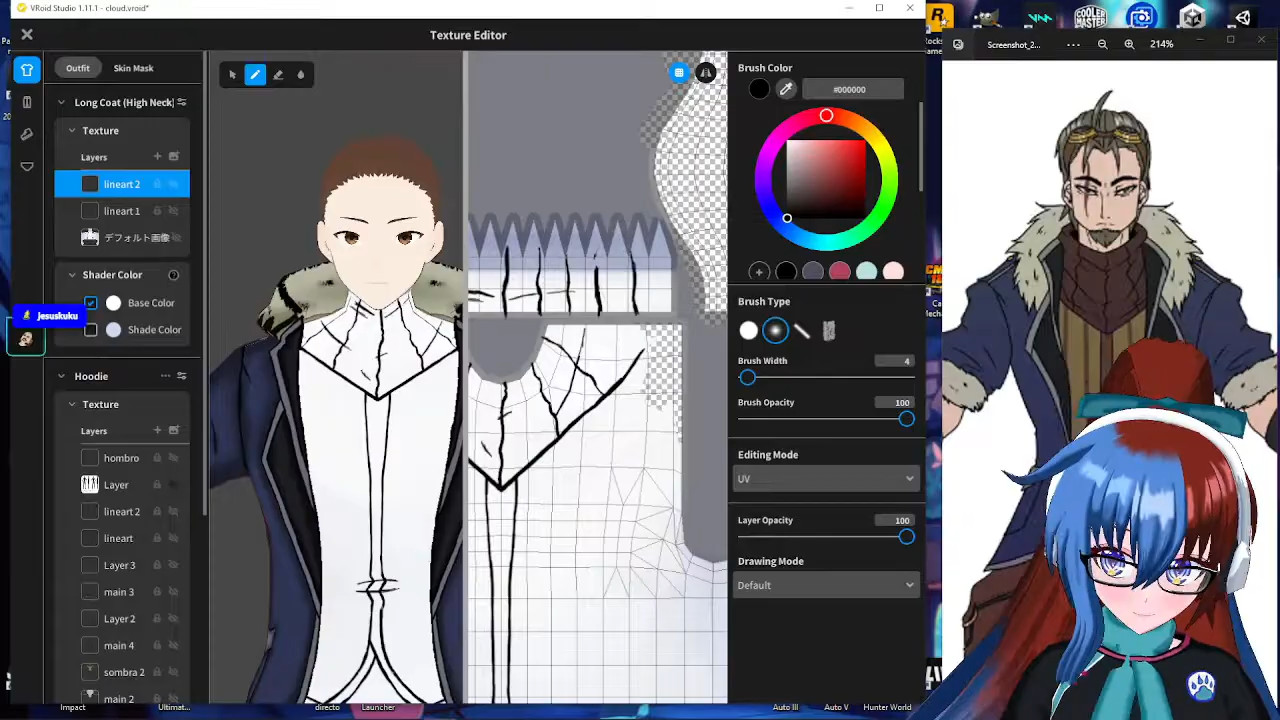 VRoid Studio 1.11.1 - cloud.vroid*
Texture Editor
Outfit
Skin Mask
Long Coat (High Neck)
Texture
Layers
lineart 2
lineart 1
デフォルト画像
Shader Color
Base Color
Jesuskuku
Shade Color
Hoodie
Texture
Layers
hombro
Layer
lineart 2
lineart
Layer 3
main 3
Layer 2
main 4
sombra 2
main 2
Brush Color
#000000
Brush Type
Brush Width
4
Brush Opacity
100
Editing Mode
UV
Layer Opacity
100
Drawing Mode
Default
COOLER MASTER
Screenshot_2...
214%
Impact
Ultimat...
directo
Launcher
Auto III
Auto V
Hunter World